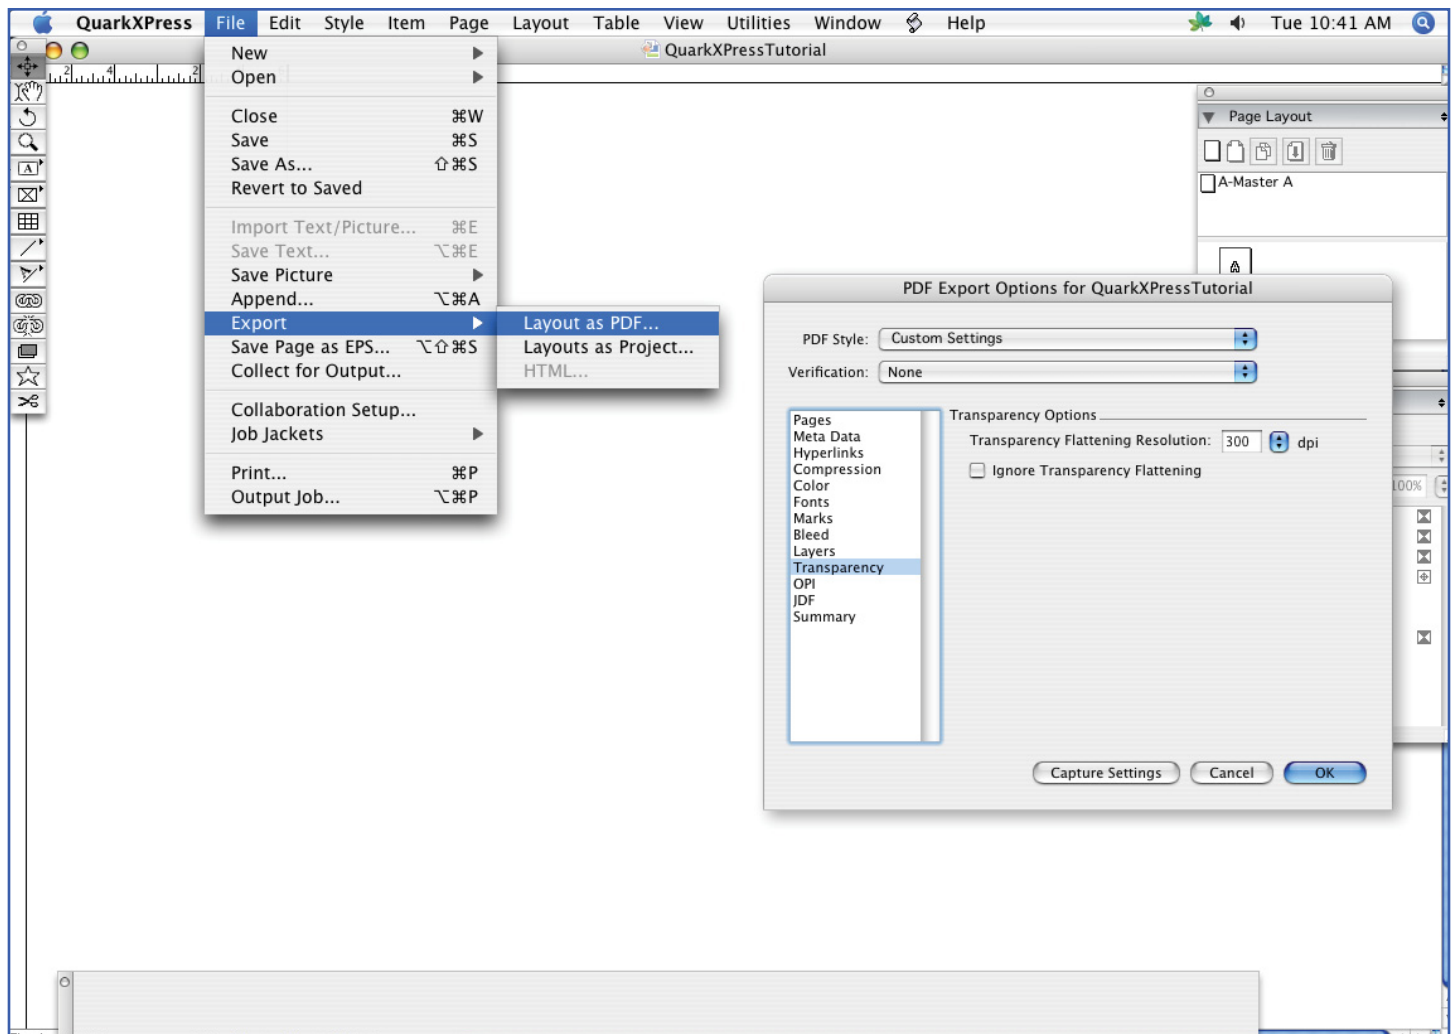 QuarkXPress File Edit Style Item Page Layout Table View Utilities Window Help Tue 10:41 AM
QuarkXPressTutorial
2 4 2
New
Open
Close ⌘W
Save ⌘S
Save As... ⇧⌘S
Revert to Saved
Import Text/Picture... ⌘E
Save Text... ⌥⌘E
Save Picture
Append... ⌥⌘A
Export
Save Page as EPS... ⌥⇧⌘S
Collect for Output...
Collaboration Setup...
Job Jackets
Print... ⌘P
Output Job... ⌥⌘P
Layout as PDF...
Layouts as Project...
HTML...
Page Layout
A-Master A
A
PDF Export Options for QuarkXPressTutorial
PDF Style: Custom Settings
Verification: None
Pages
Meta Data
Hyperlinks
Compression
Color
Fonts
Marks
Bleed
Layers
Transparency
OPI
JDF
Summary
Transparency Options
Transparency Flattening Resolution: 300 dpi
Ignore Transparency Flattening
Capture Settings Cancel OK
100%